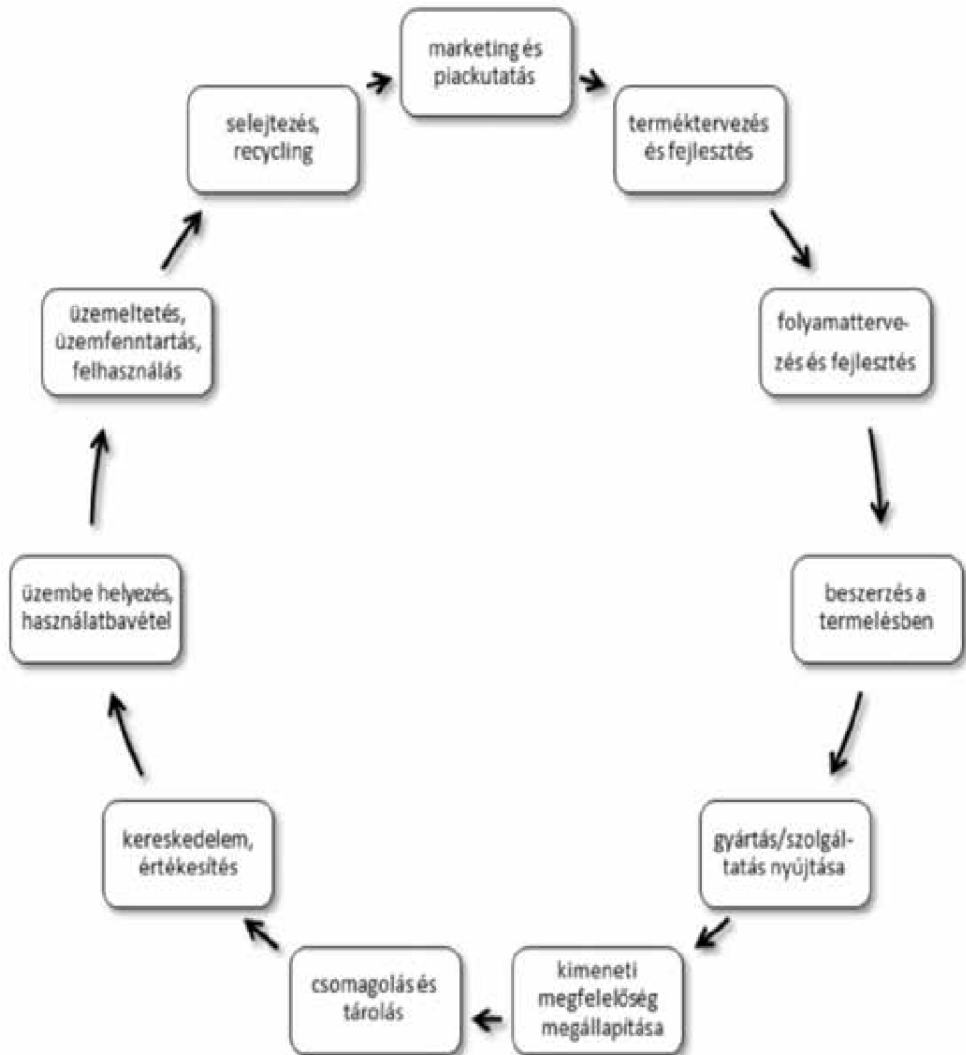 marketing és
piackutatás
terméktervezés
és fejlesztés
folyamatterve-
zés és fejlesztés
beszerzés a
termelésben
gyártás/szolgál-
tatás nyújtása
kimeneti
megfelelőség
megállapítása
csomagolás és
tárolás
kereskedelem,
értékesítés
üzembe helyezés,
használatbavétel
üzemeltetés,
üzemfenntartás,
felhasználás
selejtezés,
recycling